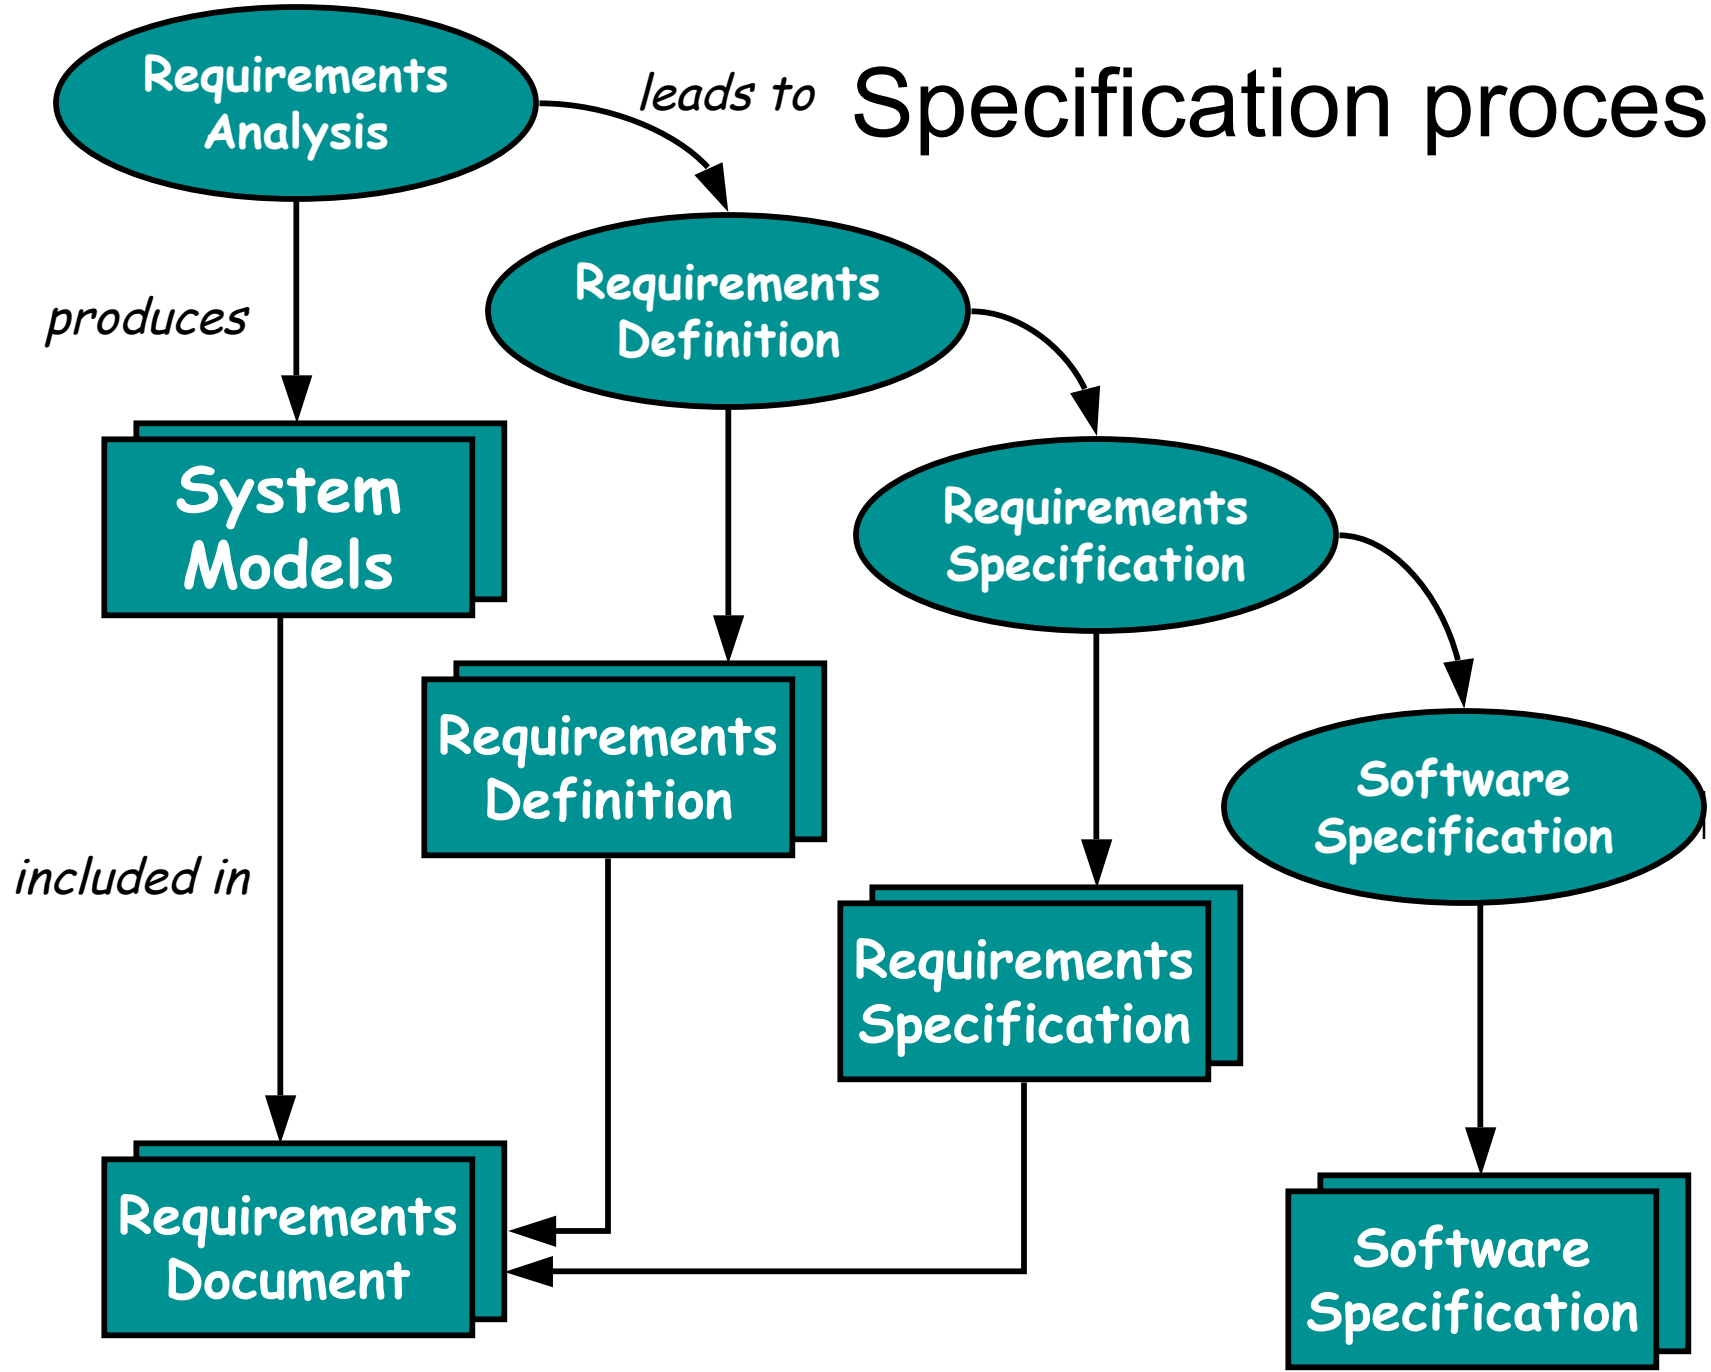 Requirements
Analysis
leads to
Specification proces
Requirements
Definition
produces
System
Models
Requirements
Specification
Requirements
Definition
Software
Specification
included in
Requirements
Specification
Requirements
Document
Software
Specification